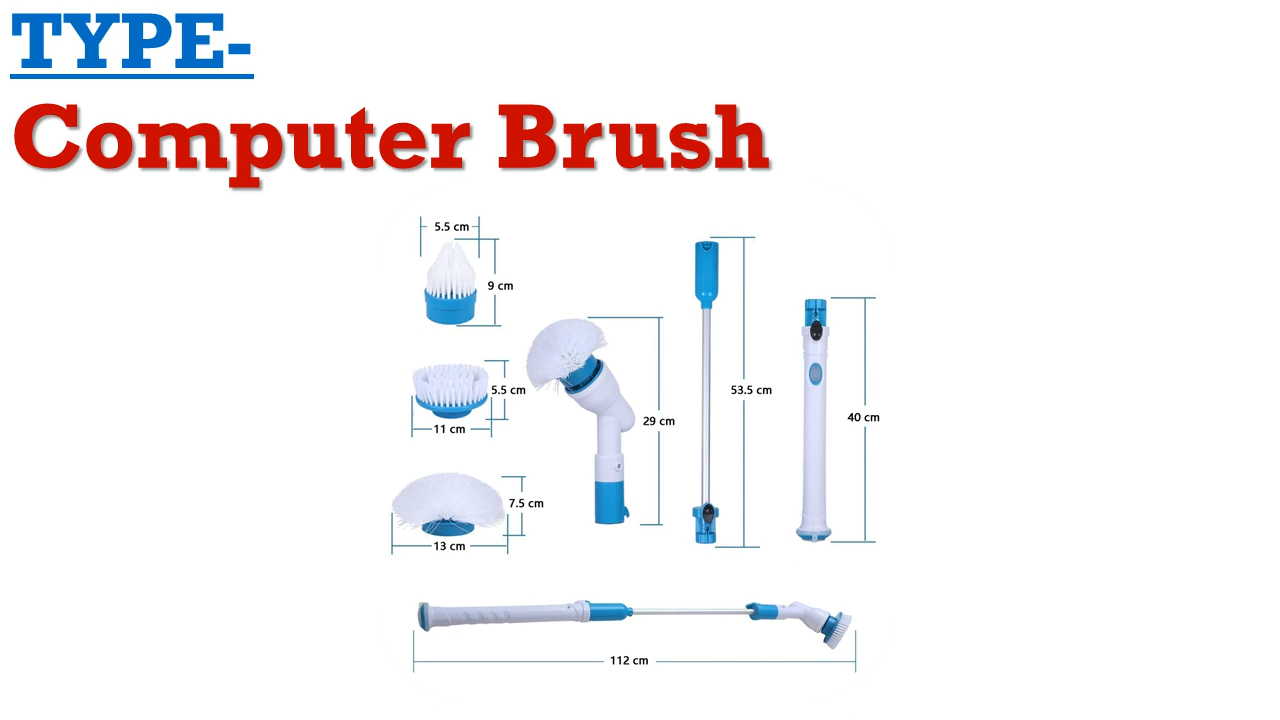 TYPE-
Computer Brush
5.5 cm
9 cm
5.5 cm
11 cm
7.5 cm
13 cm
29 cm
53.5 cm
40 cm
112 cm